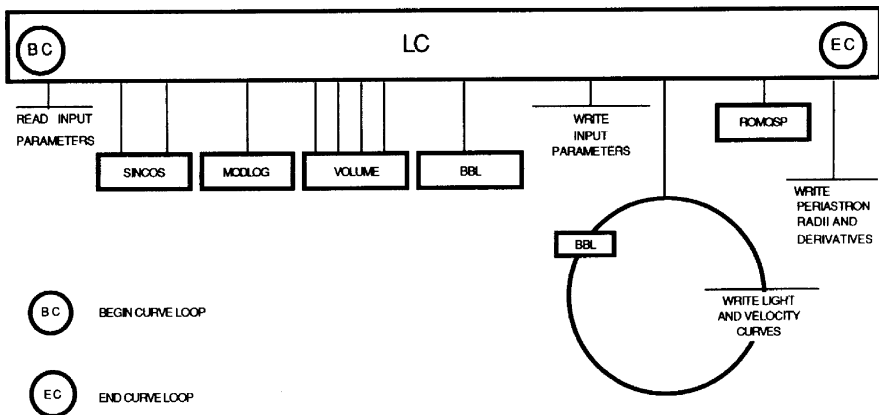 BC
LC
EC
READ INPUT
PARAMETERS
SINCOS
MODLOG
VOLUME
BBL
WRITE
INPUT
PARAMETERS
ROMQSP
WRITE
PERIASTRON
RADII AND
DERIVATIVES
BBL
WRITE LIGHT
AND VELOCITY
CURVES
BC
BEGIN CURVE LOOP
EC
END CURVE LOOP